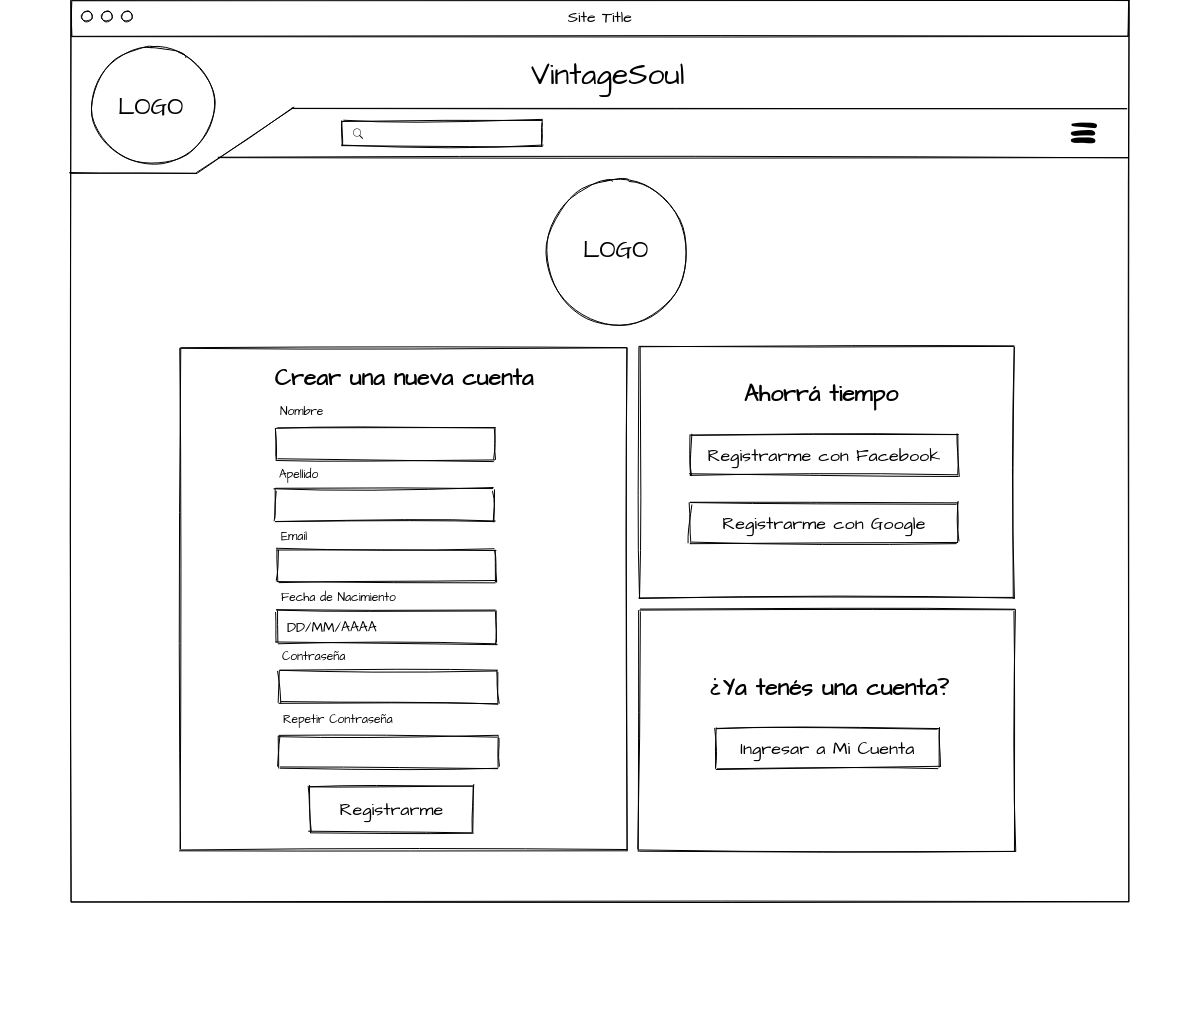 Site Title
LOGO
VintageSoul
LOGO
Crear una nueva cuenta
Nombre
Apellido
Email
Fecha de Nacimiento
DD/MM/AAAA
Contraseña
Repetir Contraseña
Registrarme
Ahorrá tiempo
Registrarme con Facebook
Registrarme con Google
¿Ya tenés una cuenta?
Ingresar a Mi Cuenta